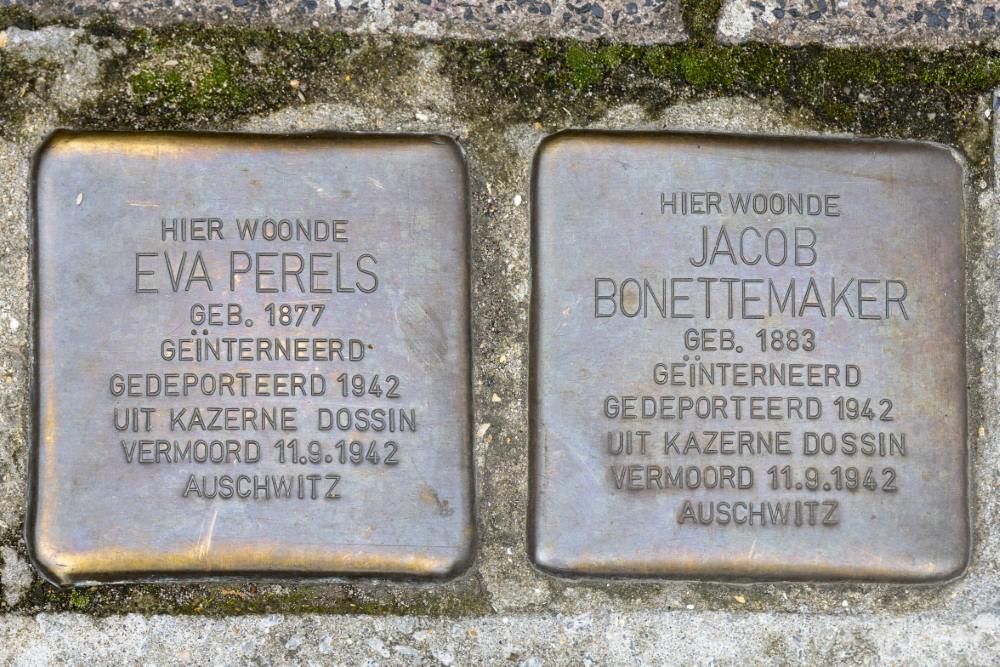 HIER WOONDE
EVA PERELS
GEB. 1877
GEÏNTERNEERD
GEDEPORTEERD 1942
UIT KAZERNE DOSSIN
VERMOORD 11.9.1942
AUSCHWITZ
HIER WOONDE
JACOB
BONETTEMAKER
GEB. 1883
GEÏNTERNEERD
GEDEPORTEERD 1942
UIT KAZERNE DOSSIN
VERMOORD 11.9.1942
AUSCHWITZ